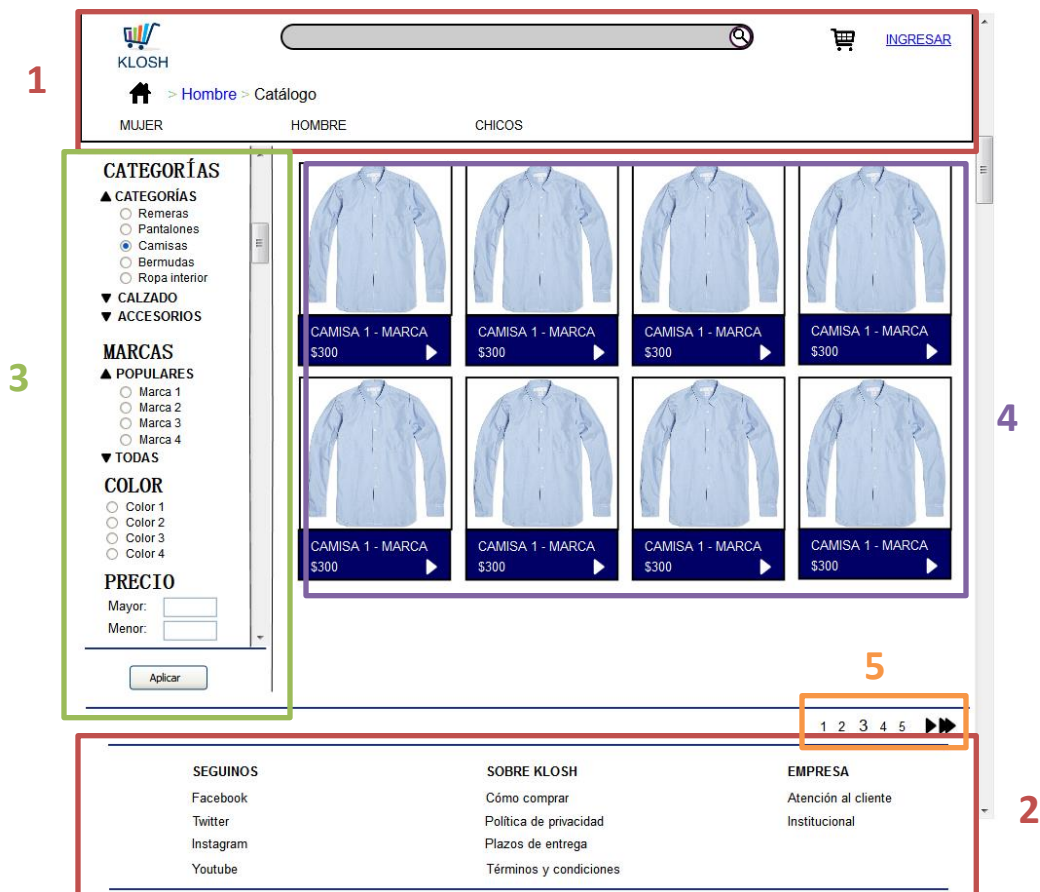 KLOSH
INGRESAR
1
> Hombre > Catálogo
MUJER HOMBRE CHICOS
CATEGORÍAS
▲ CATEGORÍAS
Remeras
Pantalones
Camisas
Bermudas
Ropa interior
▼ CALZADO
▼ ACCESORIOS
MARCAS
▲ POPULARES
Marca 1
Marca 2
Marca 3
Marca 4
▼ TODAS
COLOR
Color 1
Color 2
Color 3
Color 4
PRECIO
Mayor:
Menor:
Aplicar
3
CAMISA 1 - MARCA
$300
CAMISA 1 - MARCA
$300
CAMISA 1 - MARCA
$300
CAMISA 1 - MARCA
$300
CAMISA 1 - MARCA
$300
CAMISA 1 - MARCA
$300
CAMISA 1 - MARCA
$300
CAMISA 1 - MARCA
$300
4
5
1 2 3 4 5
SEGUINOS
Facebook
Twitter
Instagram
Youtube
SOBRE KLOSH
Cómo comprar
Política de privacidad
Plazos de entrega
Términos y condiciones
EMPRESA
Atención al cliente
Institucional
2